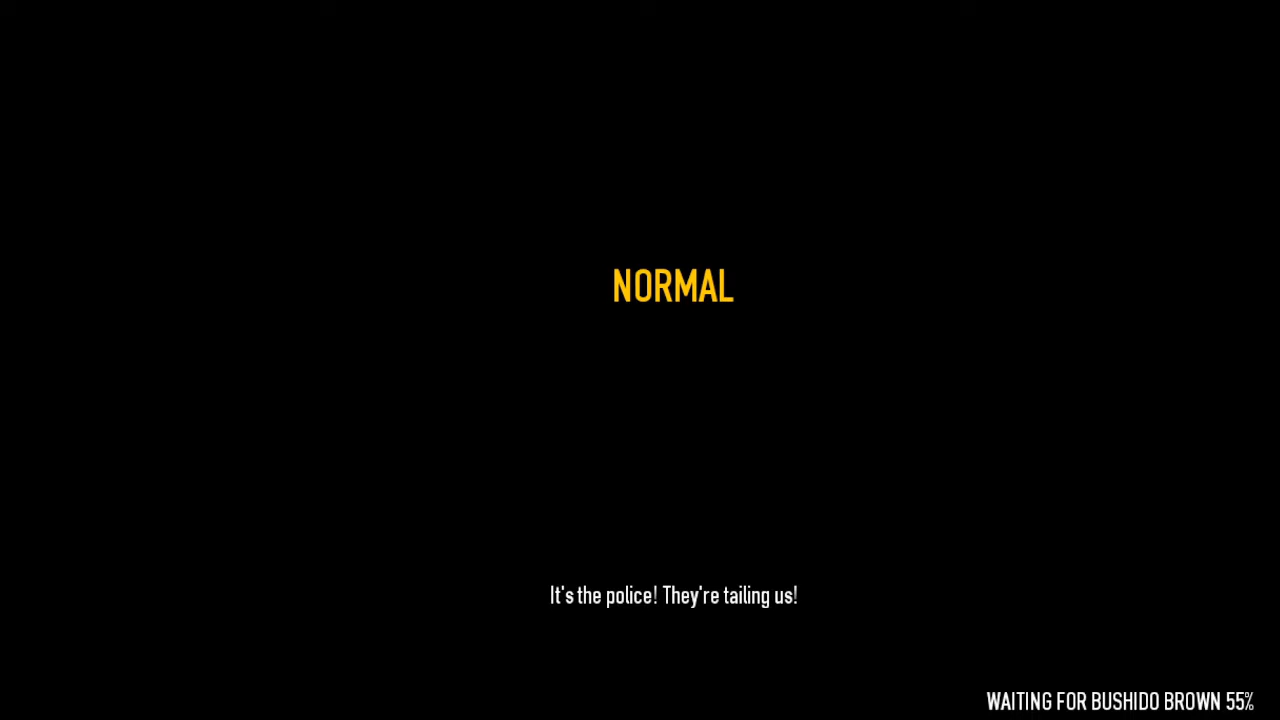 NORMAL
It's the police! They're tailing us!
WAITING FOR BUSHIDO BROWN 55%